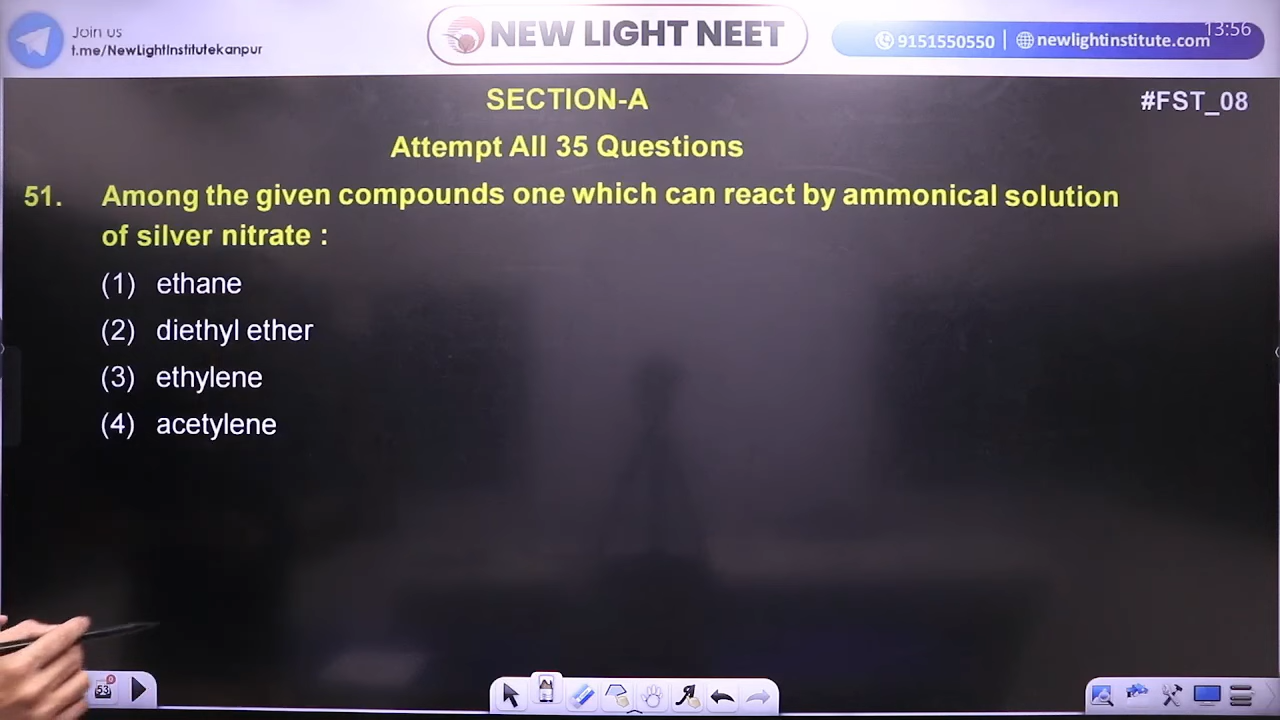 Join us
t.me/NewLightInstitutekanpur
NEW LIGHT NEET
9151550550 | newlightinstitute.com
13:56
SECTION-A
#FST_08
Attempt All 35 Questions
51. Among the given compounds one which can react by ammonical solution
of silver nitrate :
(1) ethane
(2) diethyl ether
(3) ethylene
(4) acetylene
53